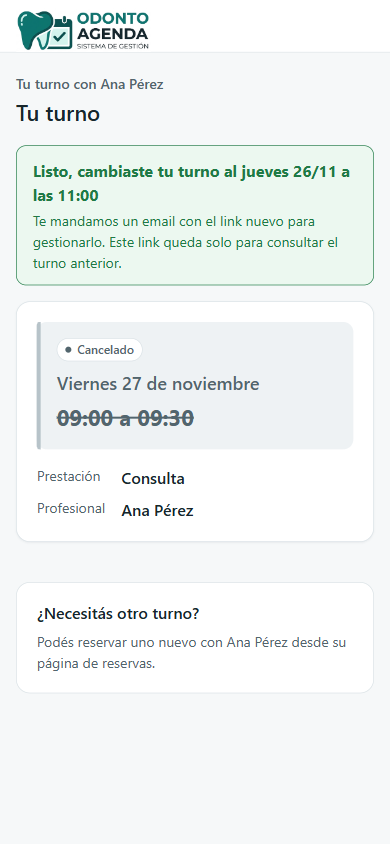 ODONTO
AGENDA
SISTEMA DE GESTIÓN
Tu turno con Ana Pérez
Tu turno
Listo, cambiaste tu turno al jueves 26/11 a
las 11:00
Te mandamos un email con el link nuevo para
gestionarlo. Este link queda solo para consultar el
turno anterior.
Cancelado
Viernes 27 de noviembre
09:00 a 09:30
Prestación Consulta
Profesional Ana Pérez
¿Necesitás otro turno?
Podés reservar uno nuevo con Ana Pérez desde su
página de reservas.